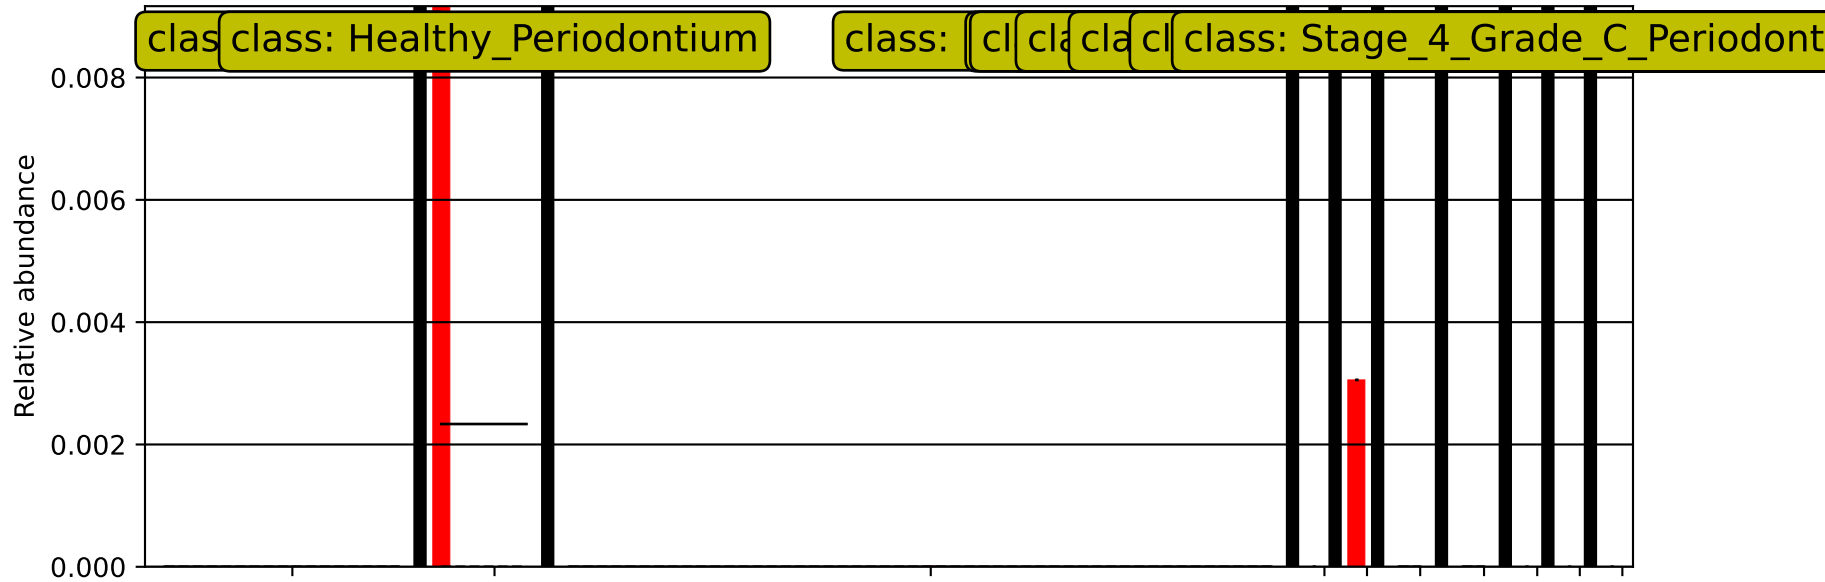 clas class: Healthy_Periodontium class: cl cla cla cl class: Stage_4_Grade_C_Periodont
0.008
0.006
0.004
0.002
0.000
Relative abundance